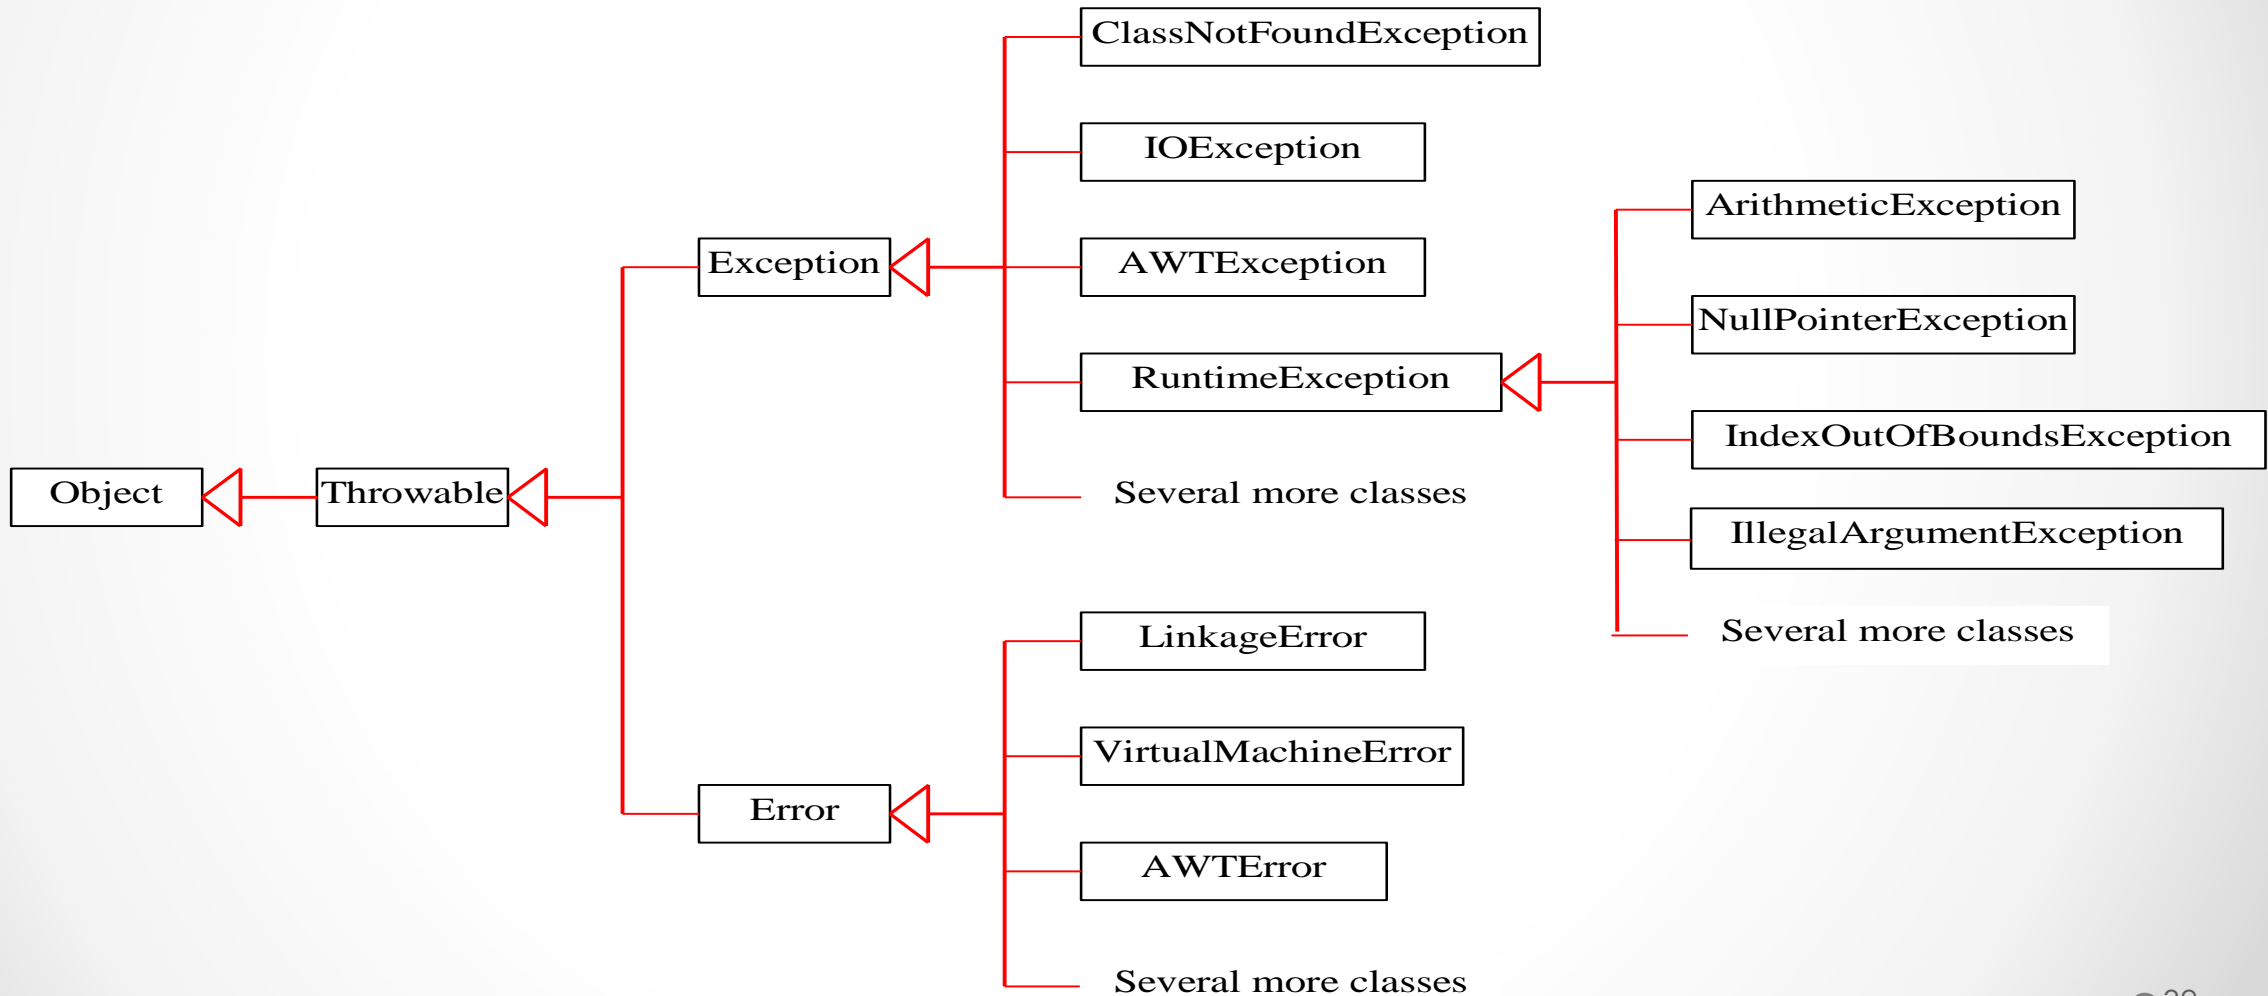 ClassNotFoundException
IOException
AWTException
RuntimeException
Several more classes
ArithmeticException
NullPointerException
IndexOutOfBoundsException
IllegalArgumentException
Several more classes
Exception
Object
Throwable
Error
LinkageError
VirtualMachineError
AWTError
Several more classes